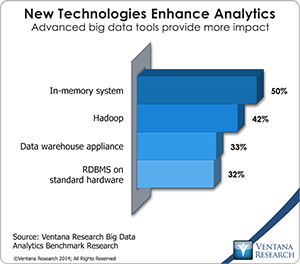 New Technologies Enhance Analytics
Advanced big data tools provide more impact
In-memory system
50%
Hadoop
42%
Data warehouse appliance
33%
RDBMS on
standard hardware
32%
Source: Ventana Research Big Data
Analytics Benchmark Research
©Ventana Research 2014; All Rights Reserved
VENTANA
RESEARCH